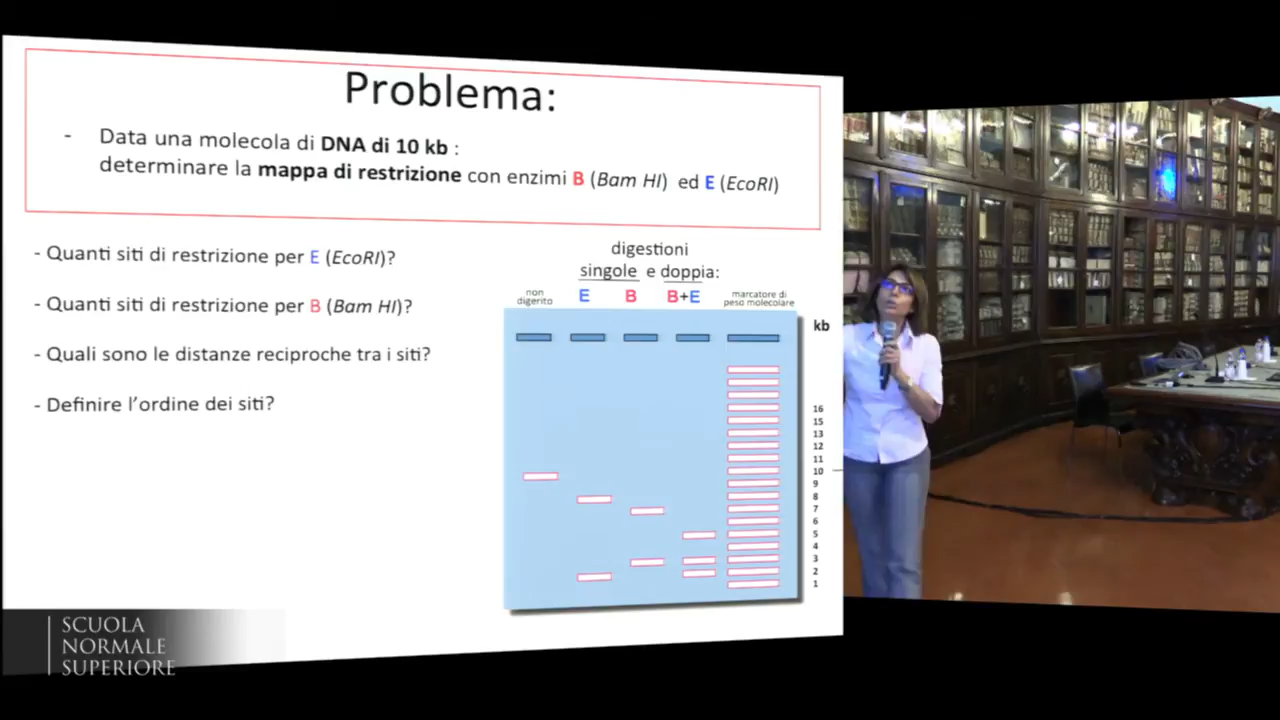 Problema:
- Data una molecola di DNA di 10 kb :
determinare la mappa di restrizione con enzimi B (Bam HI) ed E (EcoRI)
- Quanti siti di restrizione per E (EcoRI)?
- Quanti siti di restrizione per B (Bam HI)?
- Quali sono le distanze reciproche tra i siti?
- Definire l’ordine dei siti?
digestioni
singole e doppia:
non
digerito
E
B
B+E
marcatore di
peso molecolare
kb
16
15
13
12
11
10
9
8
7
6
5
4
3
2
1
SCUOLA
NORMALE
SUPERIORE